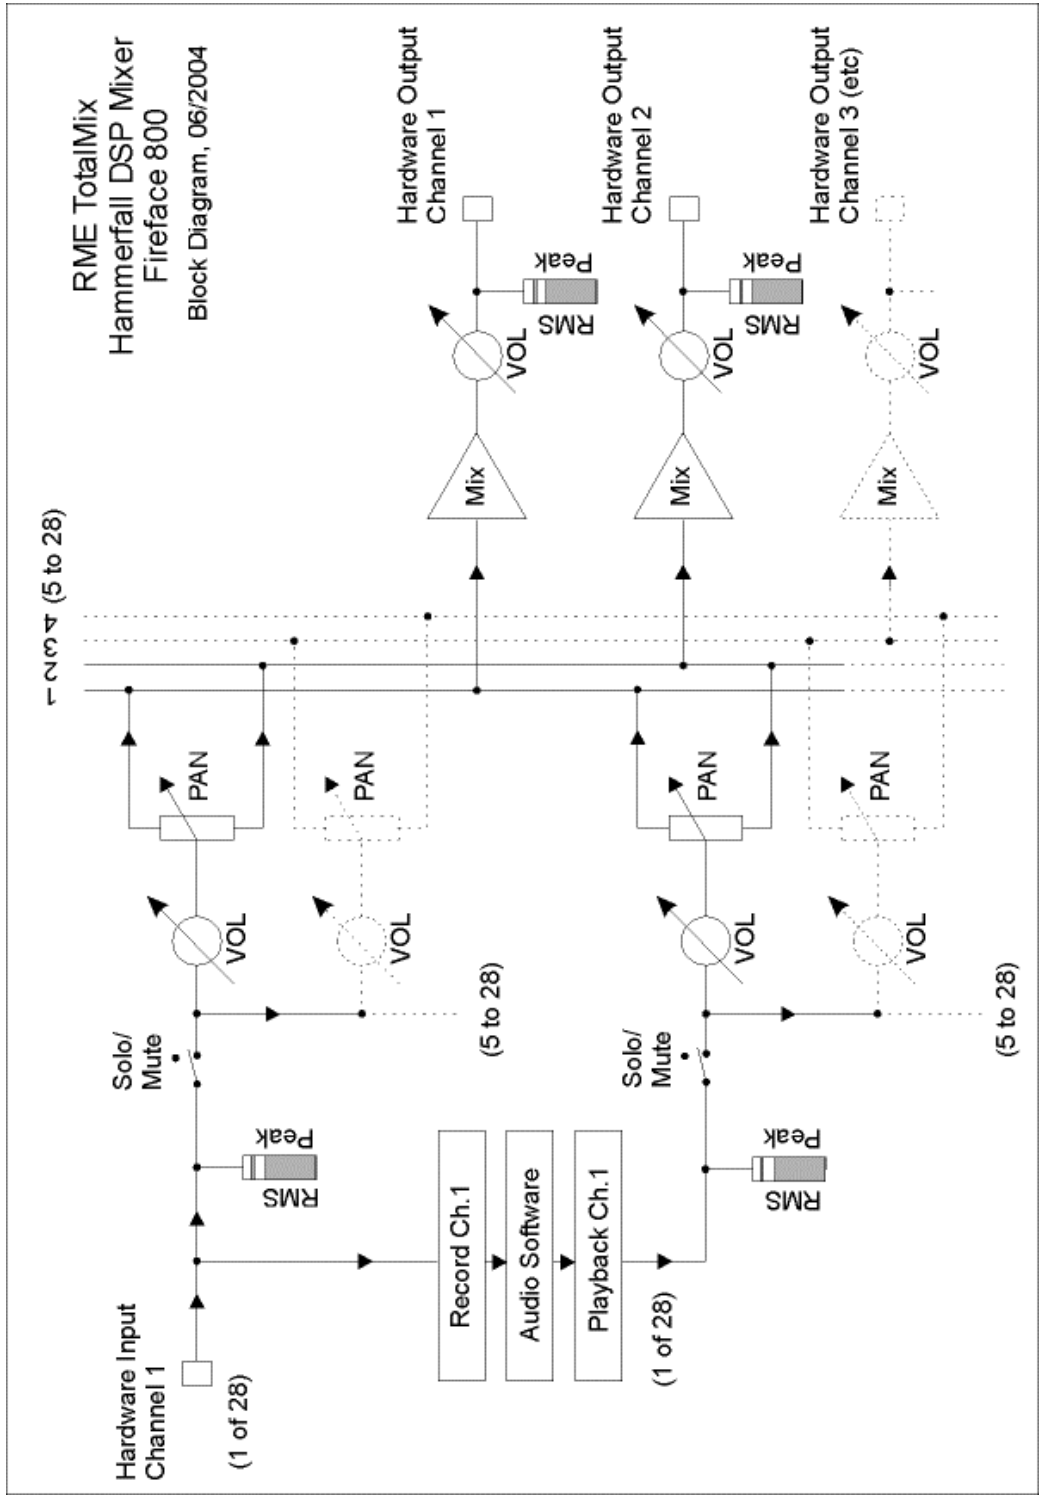 RME TotalMix
Hammerfall DSP Mixer
Fireface 800
Block Diagram, 06/2004
Hardware Input
Channel 1
(1 of 28)
RMS
Peak
Solo/
Mute
VOL
PAN
VOL
PAN
(5 to 28)
1 2 3 4 (5 to 28)
Record Ch.1
Audio Software
Playback Ch.1
(1 of 28)
RMS
Peak
Solo/
Mute
VOL
PAN
VOL
PAN
(5 to 28)
Mix
VOL
RMS
Peak
Hardware Output
Channel 1
Mix
VOL
RMS
Peak
Hardware Output
Channel 2
Mix
VOL
Hardware Output
Channel 3 (etc)